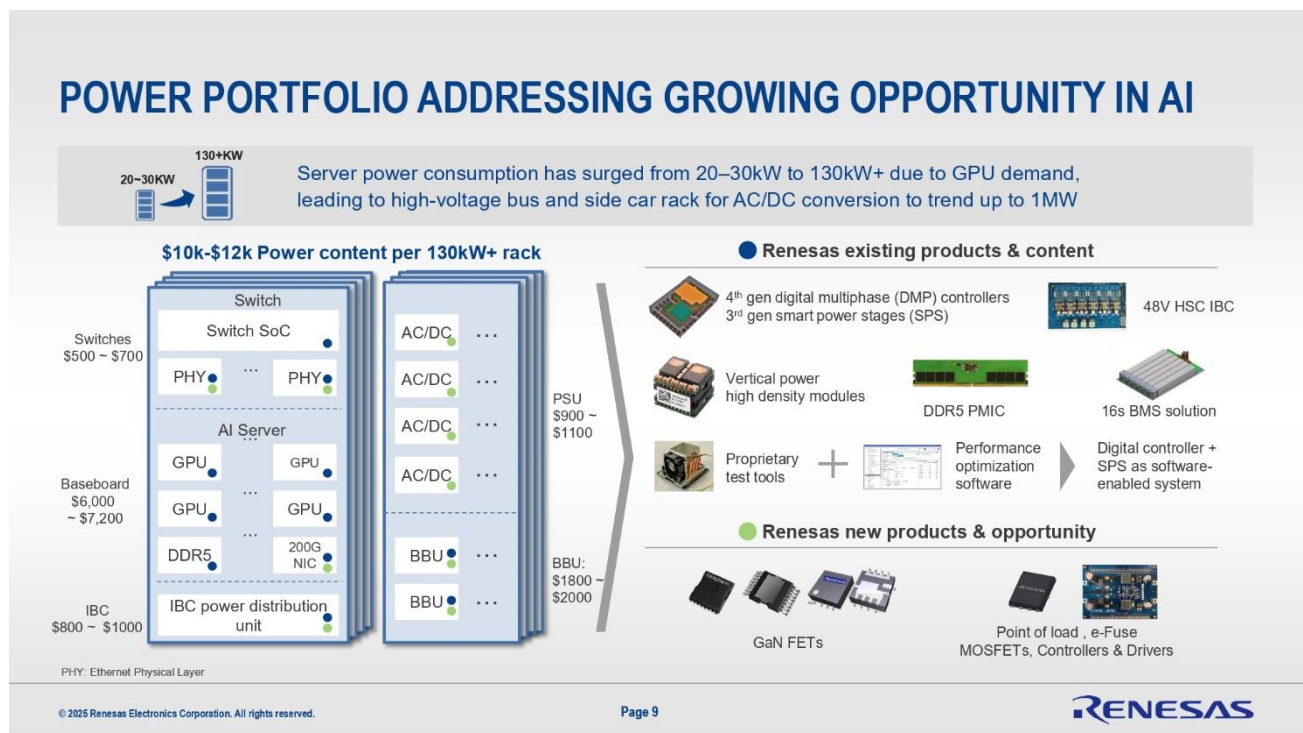 POWER PORTFOLIO ADDRESSING GROWING OPPORTUNITY IN AI
20~30KW
130+KW
Server power consumption has surged from 20–30kW to 130kW+ due to GPU demand,
leading to high-voltage bus and side car rack for AC/DC conversion to trend up to 1MW
$10k-$12k Power content per 130kW+ rack
Switches
$500 ~ $700
Baseboard
$6,000
~ $7,200
IBC
$800 ~ $1000
Switch
Switch SoC
PHY
...
PHY
AI Server
...
GPU
GPU
...
GPU
GPU
...
DDR5
200G
NIC
IBC power distribution
unit
AC/DC
...
AC/DC
...
AC/DC
...
AC/DC
...
BBU
...
BBU
...
PSU
$900 ~
$1100
BBU:
$1800 ~
$2000
Renesas existing products & content
4th gen digital multiphase (DMP) controllers
3rd gen smart power stages (SPS)
48V HSC IBC
Vertical power
high density modules
DDR5 PMIC
16s BMS solution
Proprietary
test tools
+
Performance
optimization
software
Digital controller +
SPS as software-
enabled system
Renesas new products & opportunity
RENESAS
RENESAS
GaN FETs
Point of load , e-Fuse
MOSFETs, Controllers & Drivers
PHY: Ethernet Physical Layer
© 2025 Renesas Electronics Corporation. All rights reserved.
Page 9
RENESAS